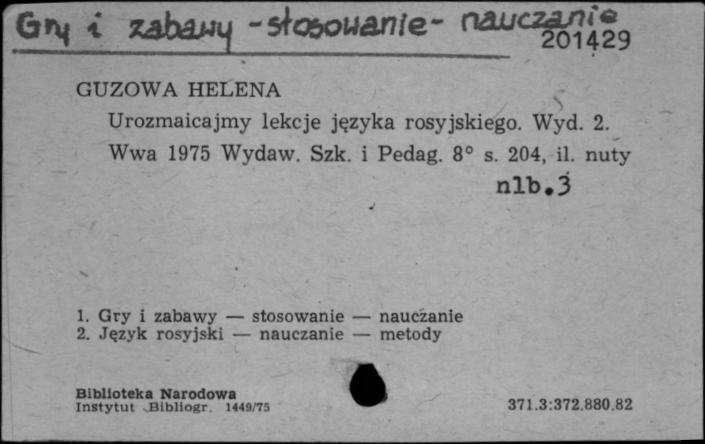 Gry i zabawy - stosowanie - nauczanie
201429
GUZOWA HELENA
Urozmaicajmy lekcje języka rosyjskiego. Wyd. 2.
Wwa 1975 Wydaw. Szk. i Pedag. 8° s. 204, il. nuty
nlb.3
1. Gry i zabawy — stosowanie — nauczanie
2. Język rosyjski — nauczanie — metody
Biblioteka Narodowa
Instytut Bibliogr. 1449/75
371.3:372.880.82